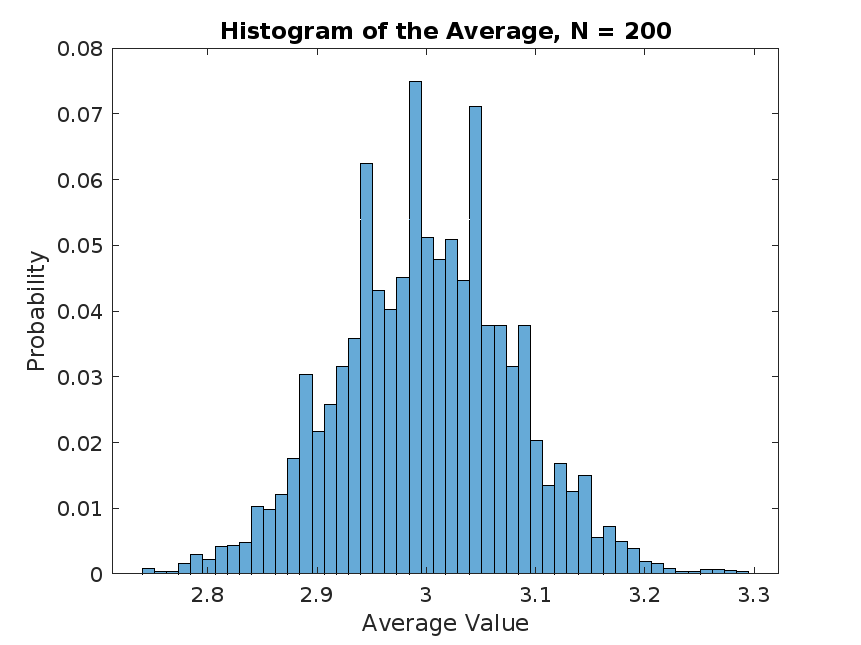 Histogram of the Average, N = 200
0.08
0.07
0.06
0.05
0.04
0.03
0.02
0.01
0
Probability
2.8 2.9 3 3.1 3.2 3.3
Average Value